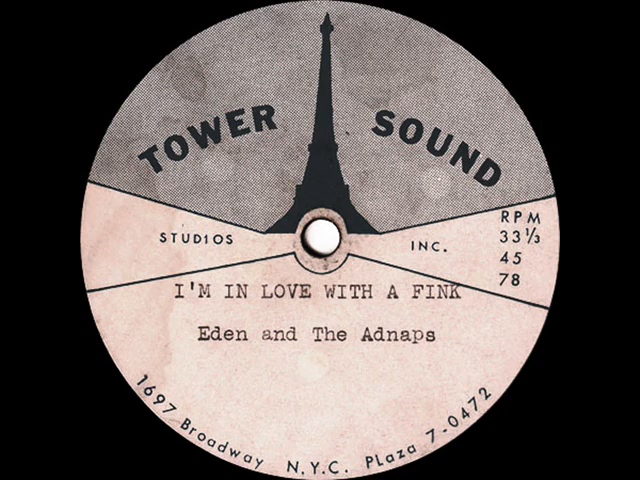 TOWER SOUND
STUDIOS INC.
RPM
33⅓
45
78
I'M IN LOVE WITH A FINK
Eden and The Adnaps
1697 Broadway N.Y.C. PLaza 7-0472